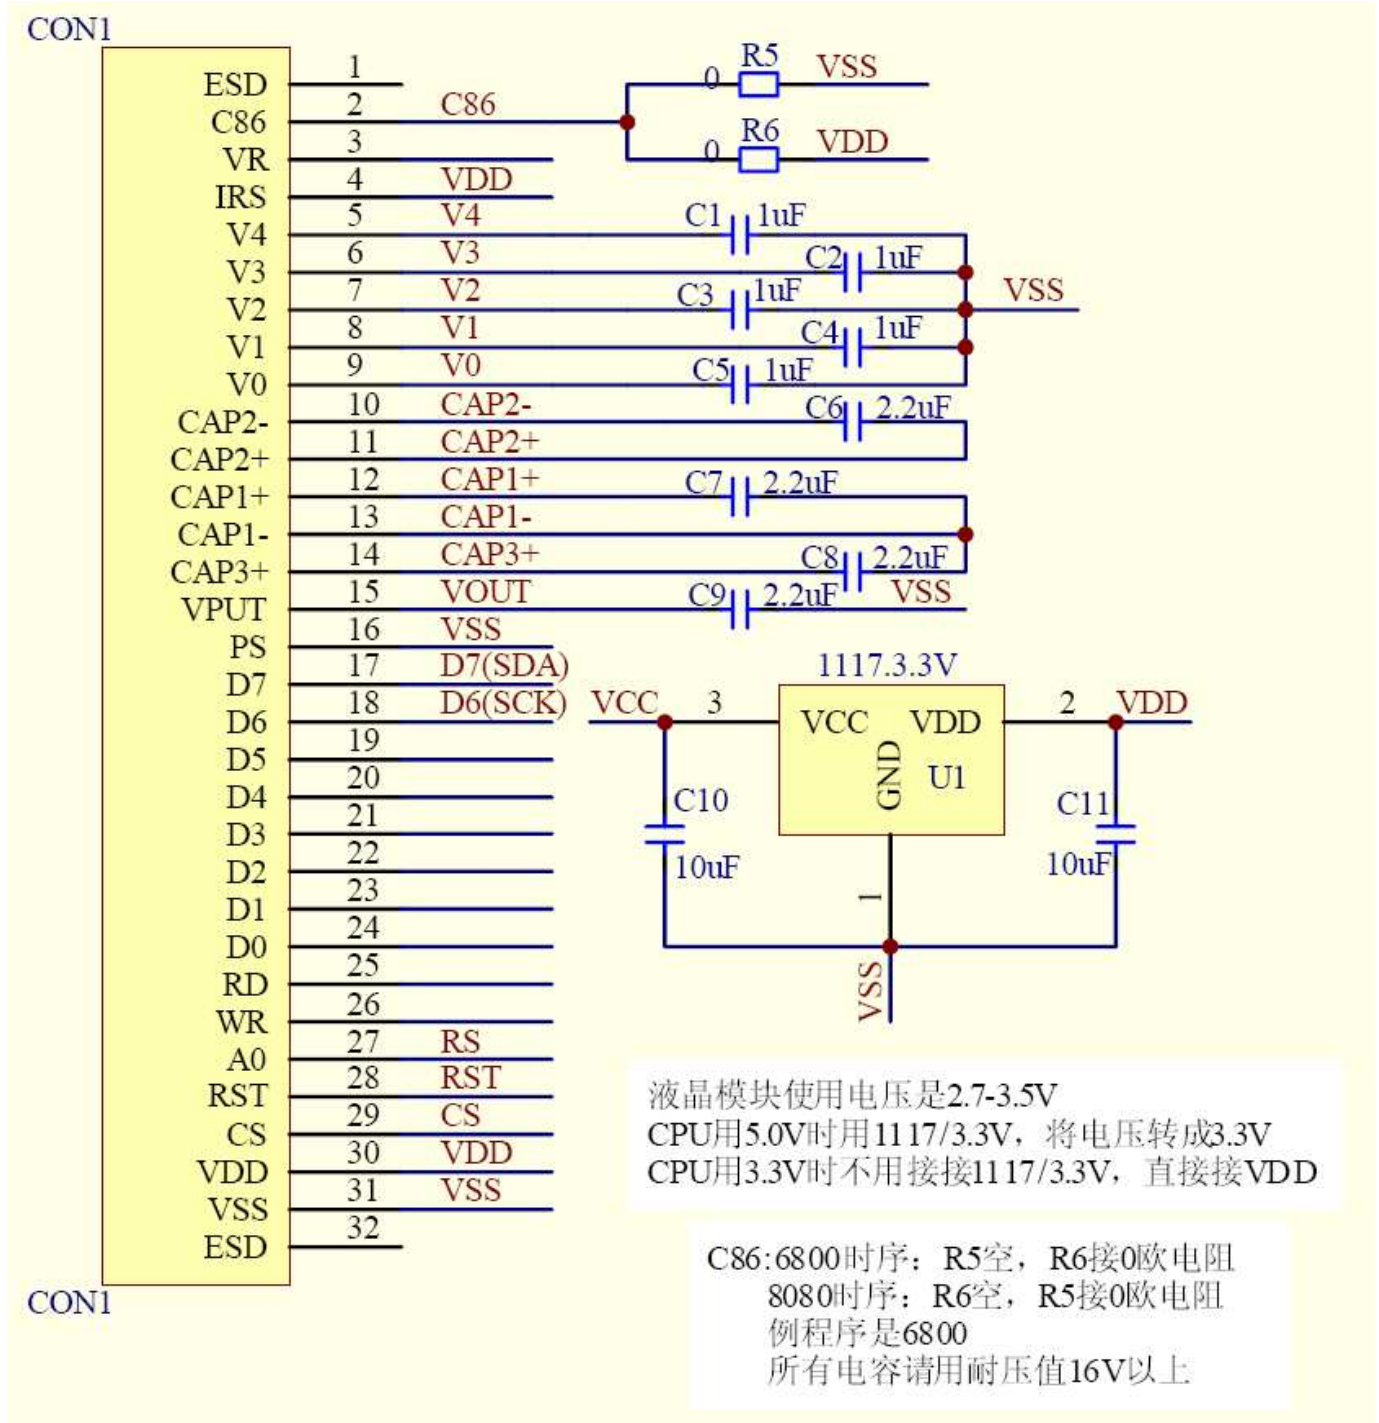 CON1
ESD 1
C86 2 C86
0 R5 VSS
0 R6 VDD
VR 3
IRS 4 VDD
V4 5 V4 C1 1uF
V3 6 V3 C2 1uF
V2 7 V2 C3 1uF VSS
V1 8 V1 C4 1uF
V0 9 V0 C5 1uF
CAP2- 10 CAP2- C6 2.2uF
CAP2+ 11 CAP2+
CAP1+ 12 CAP1+ C7 2.2uF
CAP1- 13 CAP1-
CAP3+ 14 CAP3+ C8 2.2uF
VPUT 15 VOUT C9 2.2uF VSS
PS 16 VSS
D7 17 D7(SDA)
D6 18 D6(SCK)
D5 19
D4 20
D3 21
D2 22
D1 23
D0 24
RD 25
WR 26
A0 27 RS
RST 28 RST
CS 29 CS
VDD 30 VDD
VSS 31 VSS
ESD 32
CON1
1117.3.3V
VCC 3 VCC VDD 2 VDD
GND U1
C10 C11
10uF 10uF
1
VSS
液晶模块使用电压是2.7-3.5V
CPU用5.0V时用1117/3.3V，将电压转成3.3V
CPU用3.3V时不用接接1117/3.3V，直接接VDD
C86:6800时序：R5空，R6接0欧电阻
8080时序：R6空，R5接0欧电阻
例程序是6800
所有电容请用耐压值16V以上